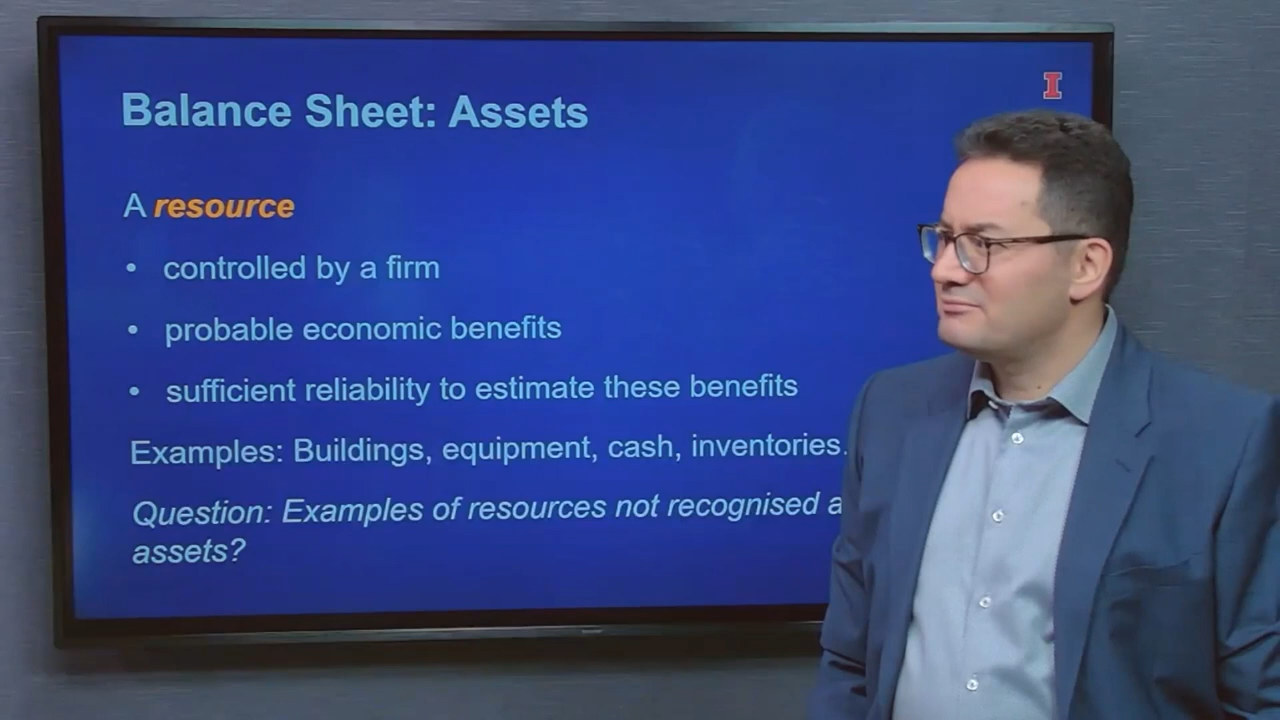 I
Balance Sheet: Assets
A resource
• controlled by a firm
• probable economic benefits
• sufficient reliability to estimate these benefits
Examples: Buildings, equipment, cash, inventories.
Question: Examples of resources not recognised
assets?